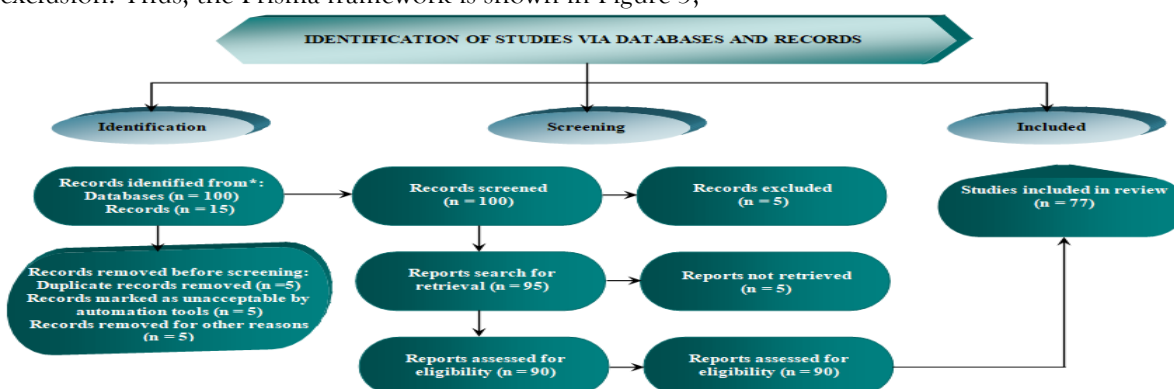 exclusion. Thus, the Prisma framework is shown in Figure 3,
IDENTIFICATION OF STUDIES VIA DATABASES AND RECORDS
Identification
Screening
Included
Records identified from*:
Databases (n = 100)
Records (n = 15)
Records screened
(n = 100)
Records excluded
(n = 5)
Studies included in review
(n = 77)
Records removed before screening:
Duplicate records removed (n =5)
Records marked as unacceptable by
automation tools (n = 5)
Records removed for other reasons
(n = 5)
Reports search for
retrieval (n = 95)
Reports not retrieved
(n = 5)
Reports assessed for
eligibility (n = 90)
Reports assessed for
eligibility (n = 90)